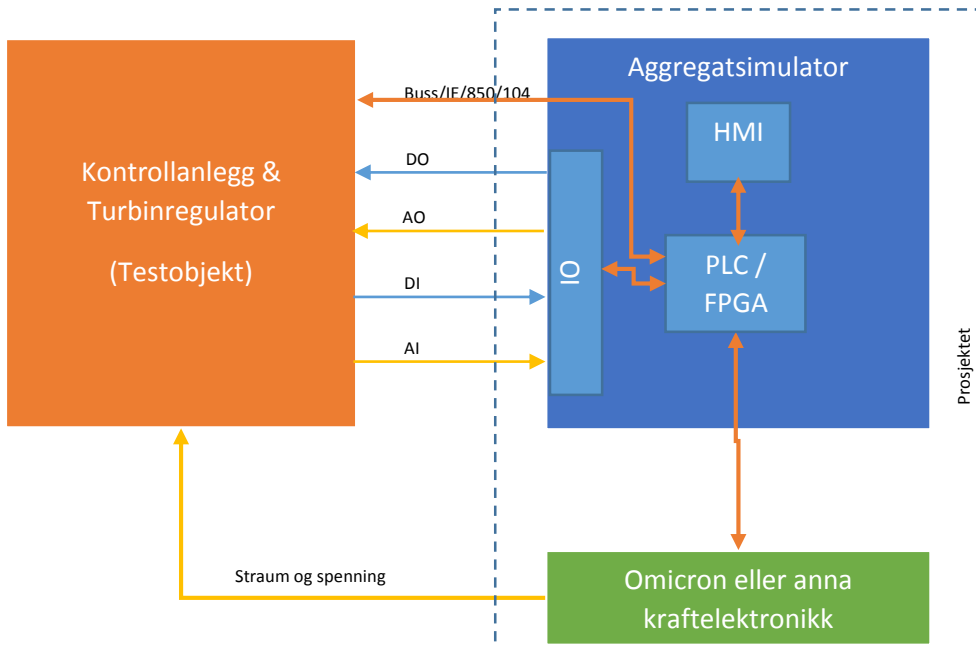 Aggregatsimulator
Buss/IE/850/104
HMI
DO
Kontrollanlegg &
Turbinregulator
(Testobjekt)
AO
IO
PLC /
FPGA
DI
AI
Prosjektet
Straum og spenning
Omicron eller anna
kraftelektronikk